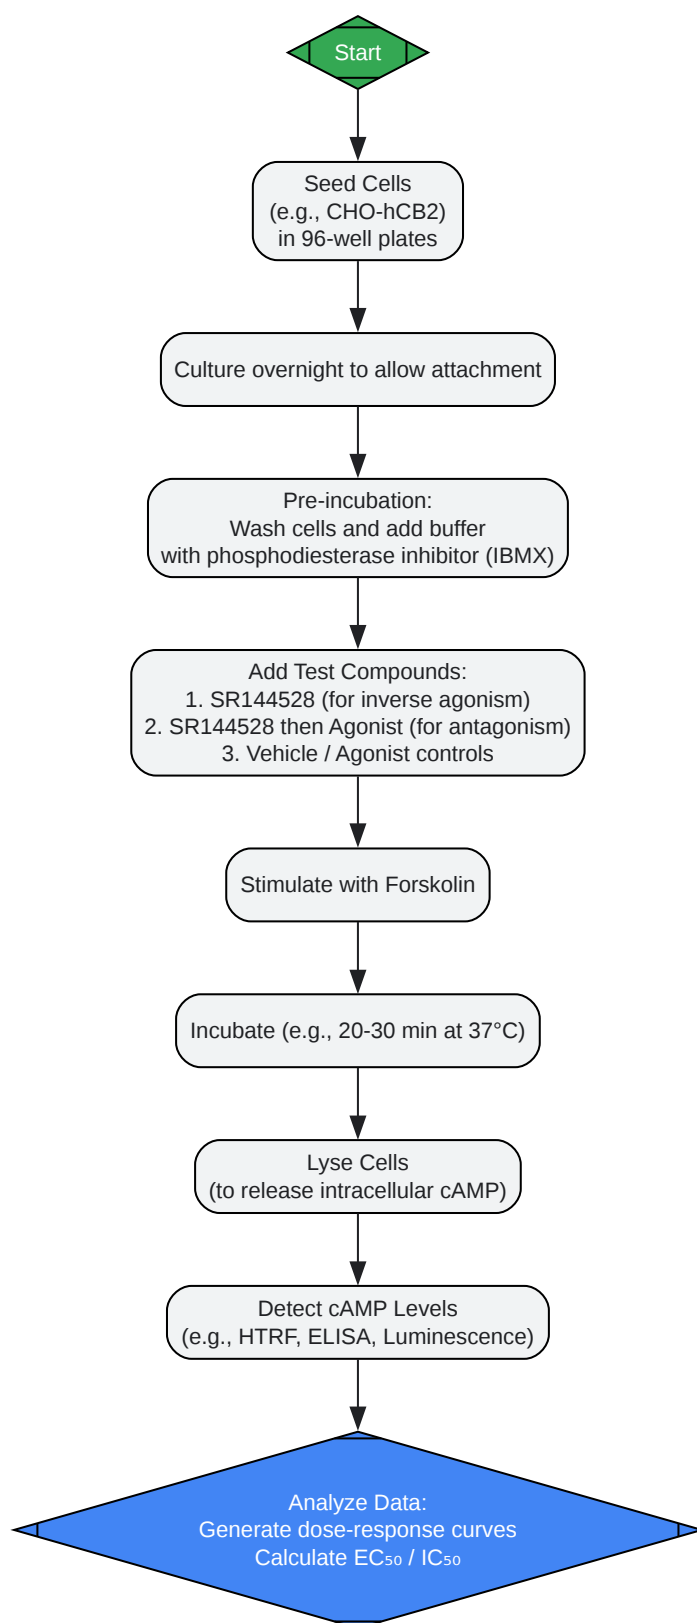 Start
Seed Cells
(e.g., CHO-hCB2)
in 96-well plates
Culture overnight to allow attachment
Pre-incubation:
Wash cells and add buffer
with phosphodiesterase inhibitor (IBMX)
Add Test Compounds:
1. SR144528 (for inverse agonism)
2. SR144528 then Agonist (for antagonism)
3. Vehicle / Agonist controls
Stimulate with Forskolin
Incubate (e.g., 20-30 min at 37°C)
Lyse Cells
(to release intracellular cAMP)
Detect cAMP Levels
(e.g., HTRF, ELISA, Luminescence)
Analyze Data:
Generate dose-response curves
Calculate EC₅₀ / IC₅₀